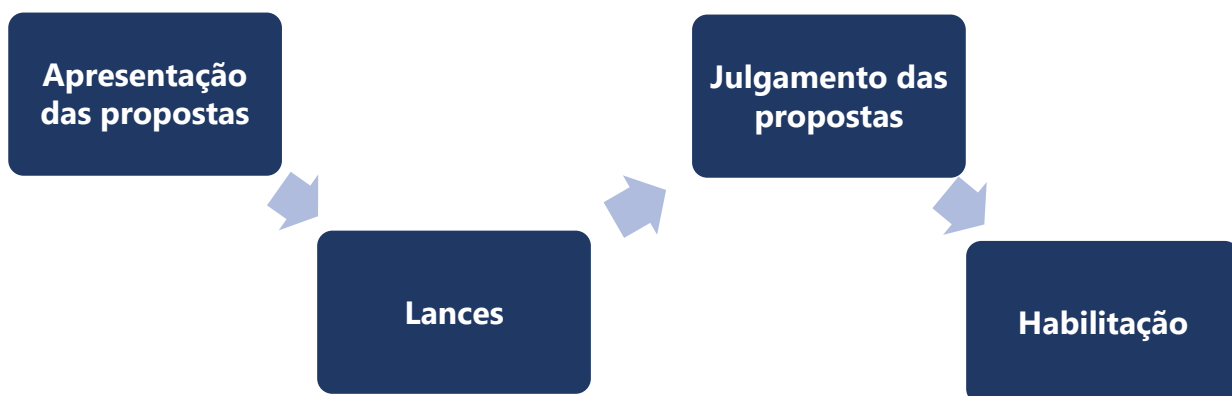 Apresentação
das propostas
Lances
Julgamento das
propostas
Habilitação